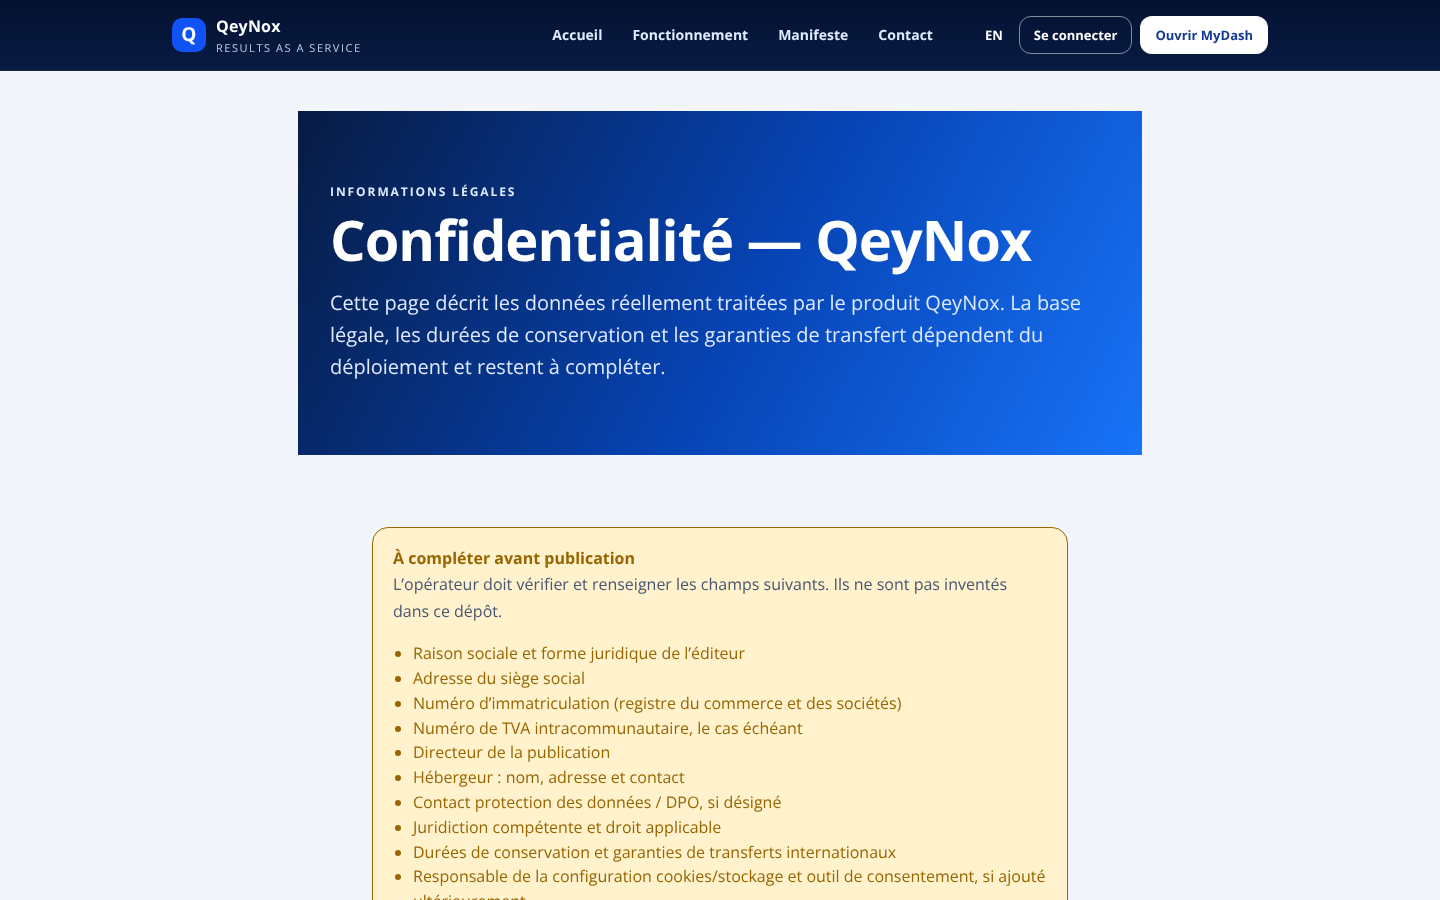 Q
QeyNox
RESULTS AS A SERVICE
Accueil
Fonctionnement
Manifeste
Contact
EN
Se connecter
Ouvrir MyDash
INFORMATIONS LÉGALES
Confidentialité — QeyNox
Cette page décrit les données réellement traitées par le produit QeyNox. La base
légale, les durées de conservation et les garanties de transfert dépendent du
déploiement et restent à compléter.
À compléter avant publication
L’opérateur doit vérifier et renseigner les champs suivants. Ils ne sont pas inventés
dans ce dépôt.
• Raison sociale et forme juridique de l’éditeur
• Adresse du siège social
• Numéro d’immatriculation (registre du commerce et des sociétés)
• Numéro de TVA intracommunautaire, le cas échéant
• Directeur de la publication
• Hébergeur : nom, adresse et contact
• Contact protection des données / DPO, si désigné
• Juridiction compétente et droit applicable
• Durées de conservation et garanties de transferts internationaux
• Responsable de la configuration cookies/stockage et outil de consentement, si ajouté
ultérieurement